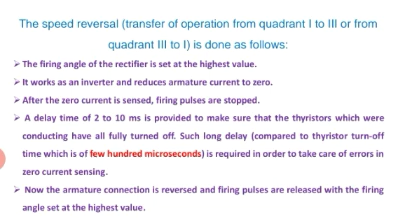 The speed reversal (transfer of operation from quadrant I to III or from
quadrant III to I) is done as follows:
➢ The firing angle of the rectifier is set at the highest value.
➢ It works as an inverter and reduces armature current to zero.
➢ After the zero current is sensed, firing pulses are stopped.
➢ A delay time of 2 to 10 ms is provided to make sure that the thyristors which were
conducting have all fully turned off. Such long delay (compared to thyristor turn-off
time which is of few hundred microseconds) is required in order to take care of errors in
zero current sensing.
➢ Now the armature connection is reversed and firing pulses are released with the firing
angle set at the highest value.